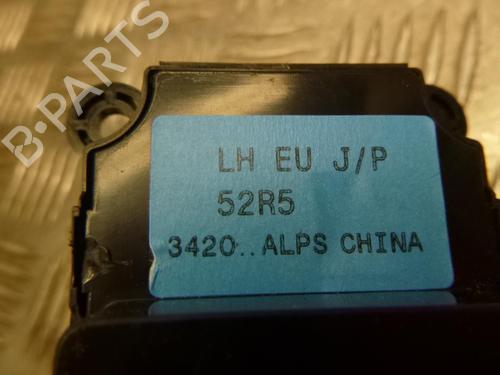 B-PARTS
LH EU J/P
52R5
3420.. ALPS CHINA